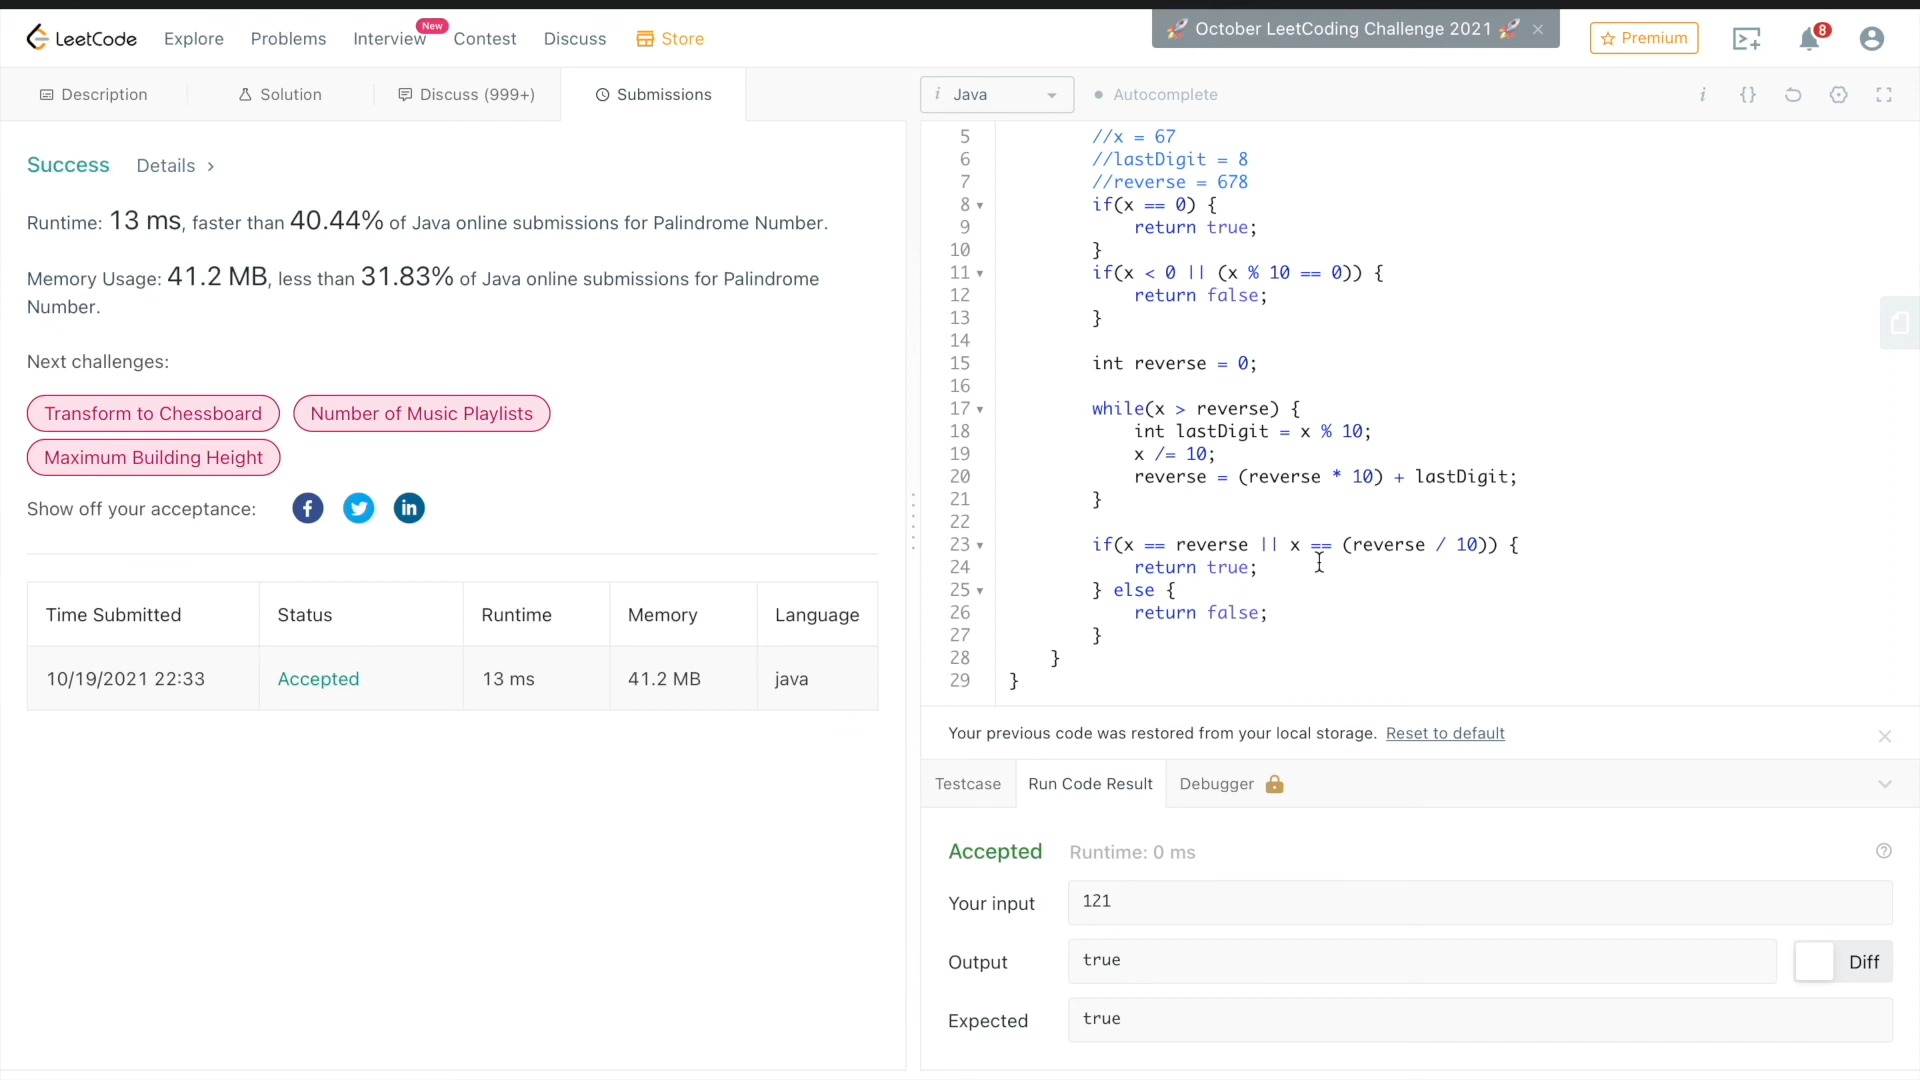 LeetCode Explore Problems Interview New Contest Discuss Store
🚀 October LeetCoding Challenge 2021 🚀 ×
Premium 8
Description Solution Discuss (999+) Submissions
Success Details >
Runtime: 13 ms, faster than 40.44% of Java online submissions for Palindrome Number.
Memory Usage: 41.2 MB, less than 31.83% of Java online submissions for Palindrome
Number.
Next challenges:
Transform to Chessboard Number of Music Playlists
Maximum Building Height
Show off your acceptance:
Time Submitted Status Runtime Memory Language
10/19/2021 22:33 Accepted 13 ms 41.2 MB java
i Java Autocomplete i {}
5 //x = 67
6 //lastDigit = 8
7 //reverse = 678
8 if(x == 0) {
9 return true;
10 }
11 if(x < 0 || (x % 10 == 0)) {
12 return false;
13 }
14
15 int reverse = 0;
16
17 while(x > reverse) {
18 int lastDigit = x % 10;
19 x /= 10;
20 reverse = (reverse * 10) + lastDigit;
21 }
22
23 if(x == reverse || x == (reverse / 10)) {
24 return true;
25 } else {
26 return false;
27 }
28 }
29 }
Your previous code was restored from your local storage. Reset to default
Testcase Run Code Result Debugger
Accepted Runtime: 0 ms
Your input 121
Output true Diff
Expected true